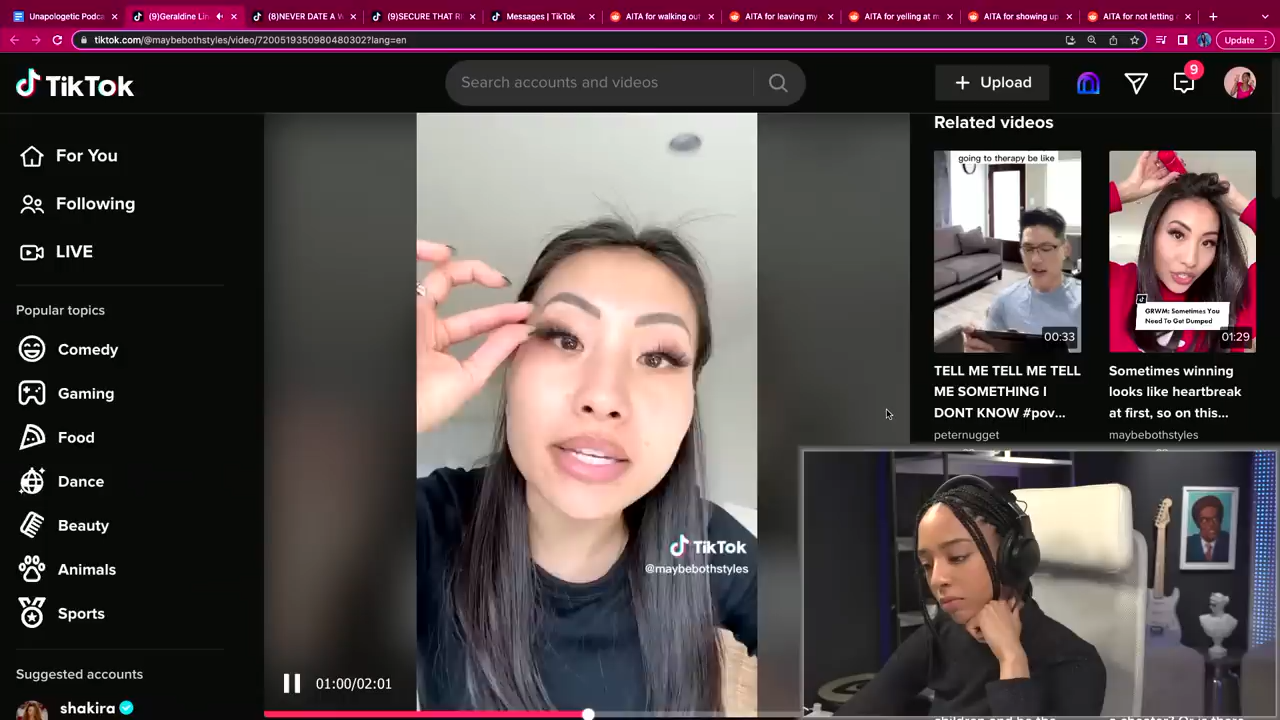 Unapologetic Podca
(9)Geraldine Lin
(8)NEVER DATE A W
(9)SECURE THAT R
Messages | TikTok
AITA for walking out
AITA for leaving my
AITA for yelling at m
AITA for showing up
AITA for not letting
tiktok.com/@maybebothstyles/video/7200519350980480302?lang=en
Update
TikTok
Search accounts and videos
Upload
9
For You
Following
LIVE
Popular topics
Comedy
Gaming
Food
Dance
Beauty
Animals
Sports
Suggested accounts
shakira
TikTok
@maybebothstyles
01:00/02:01
Related videos
going to therapy be like
00:33
TELL ME TELL ME TELL
ME SOMETHING I
DONT KNOW #pov...
peternugget
GRWM: Sometimes You
Need To Get Dumped
01:29
Sometimes winning
looks like heartbreak
at first, so on this...
maybebothstyles